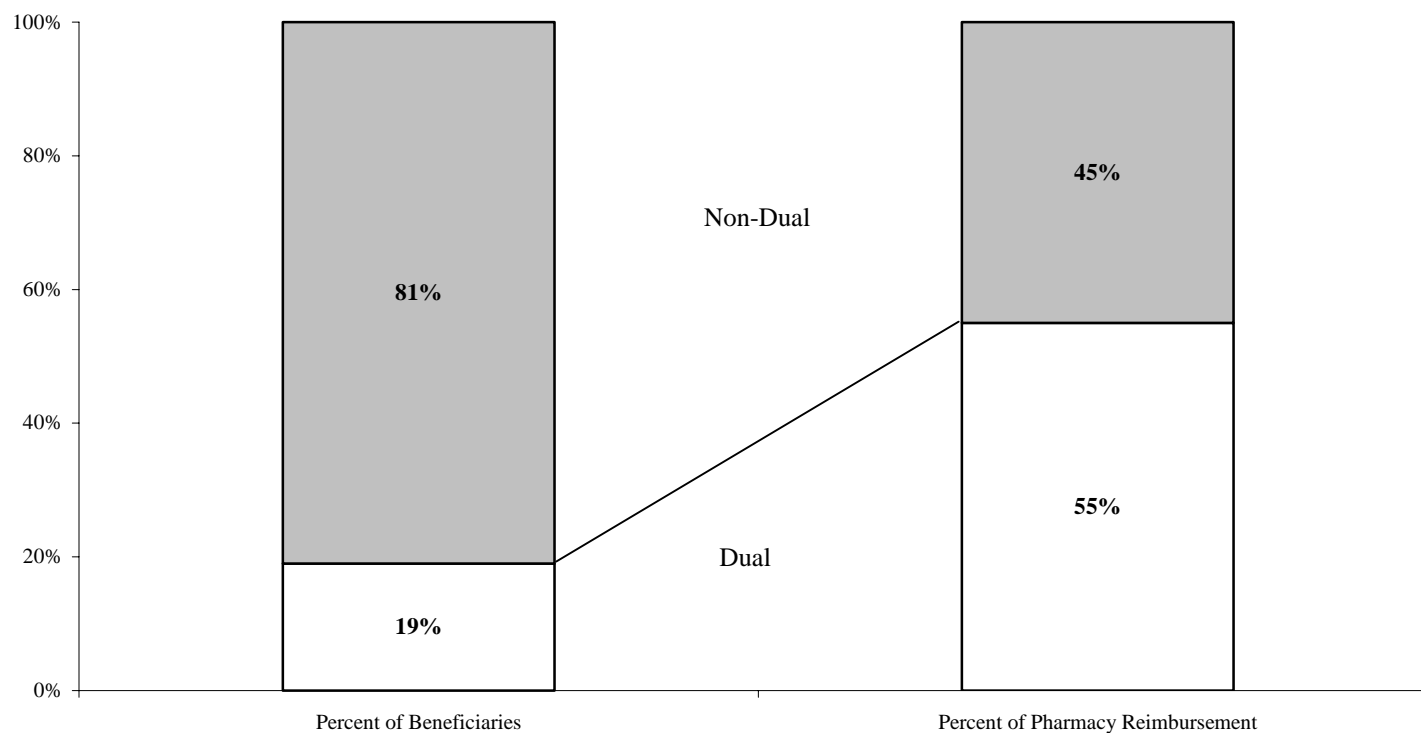 100%
80%
60%
40%
20%
0%
81%
19%
Non-Dual
Dual
45%
55%
Percent of Beneficiaries
Percent of Pharmacy Reimbursement